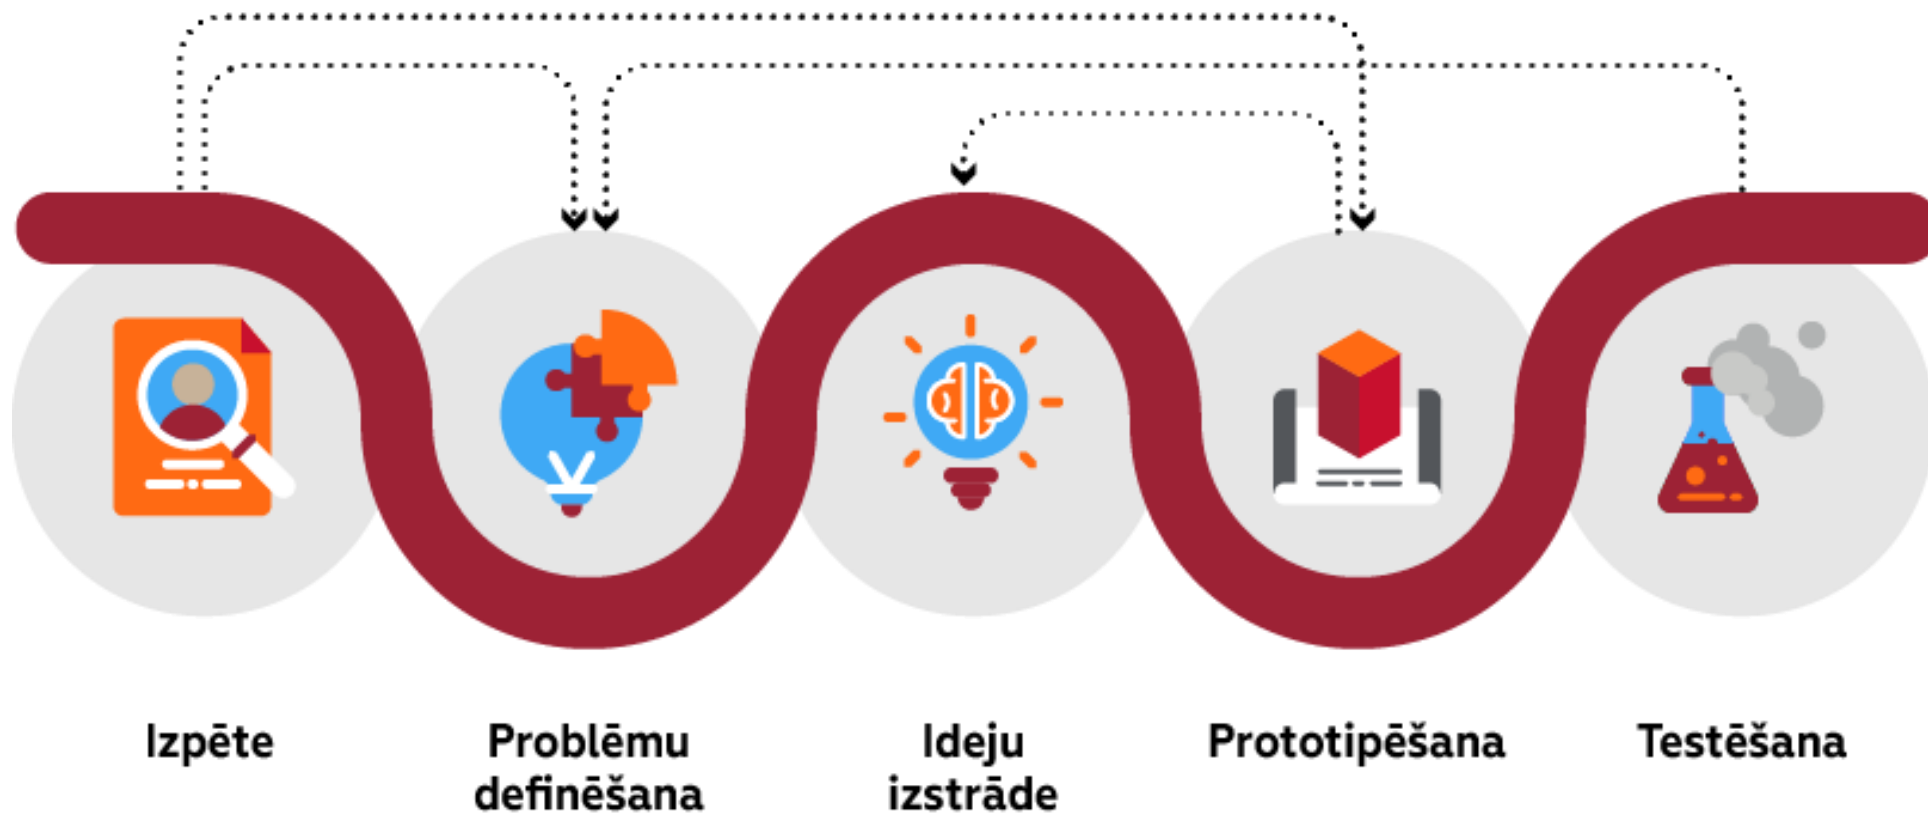 Izpēte
Problēmu
definēšana
Ideju
izstrāde
Prototipēšana
Testēšana